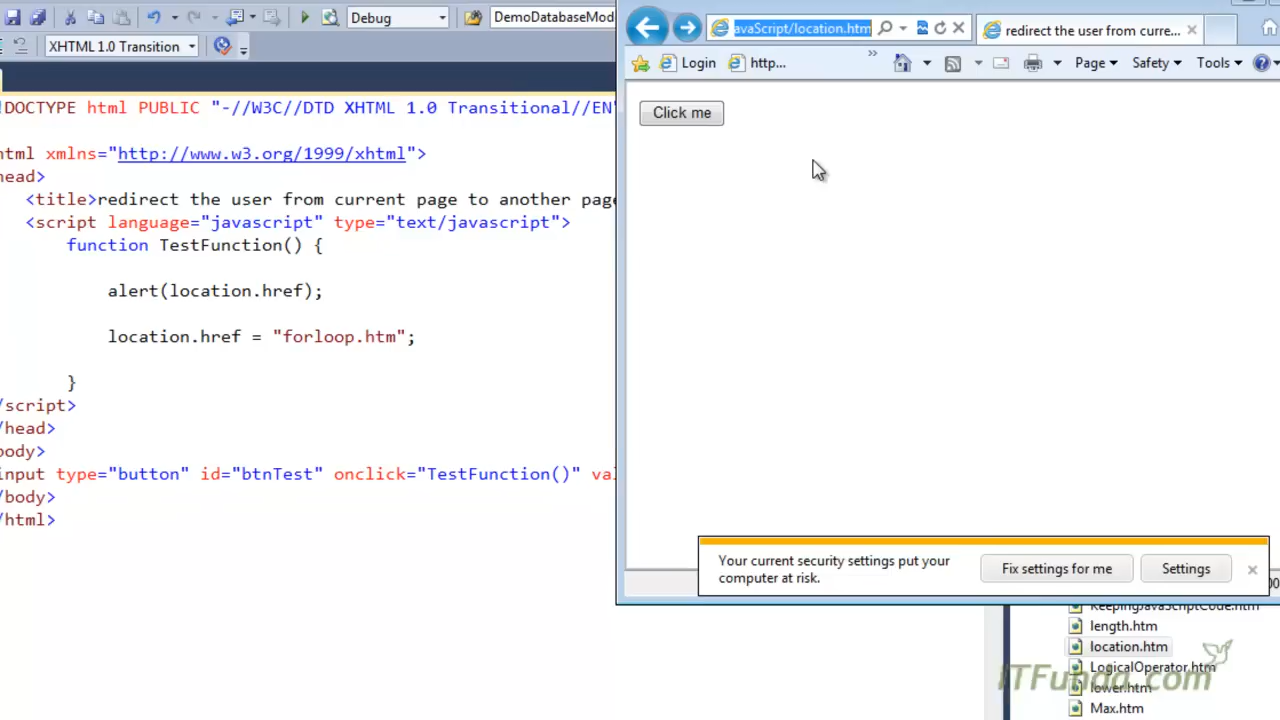 Debug
DemoDatabaseMod
XHTML 1.0 Transition
DOCTYPE html PUBLIC "-//W3C//DTD XHTML 1.0 Transitional//EN"
html xmlns="http://www.w3.org/1999/xhtml">
head>
<title>redirect the user from current page to another page
<script language="javascript" type="text/javascript">
function TestFunction() {
alert(location.href);
location.href = "forloop.htm";
}
/script>
/head>
body>
input type="button" id="btnTest" onclick="TestFunction()" val
/body>
/html>
avaScript/location.htm
redirect the user from curre...
Login
http...
»
Page
Safety
Tools
Click me
Your current security settings put your
computer at risk.
Fix settings for me
Settings
KeepingJavaScriptCode.htm
length.htm
location.htm
LogicalOperator.htm
lower.htm
Max.htm
ITFunda.com